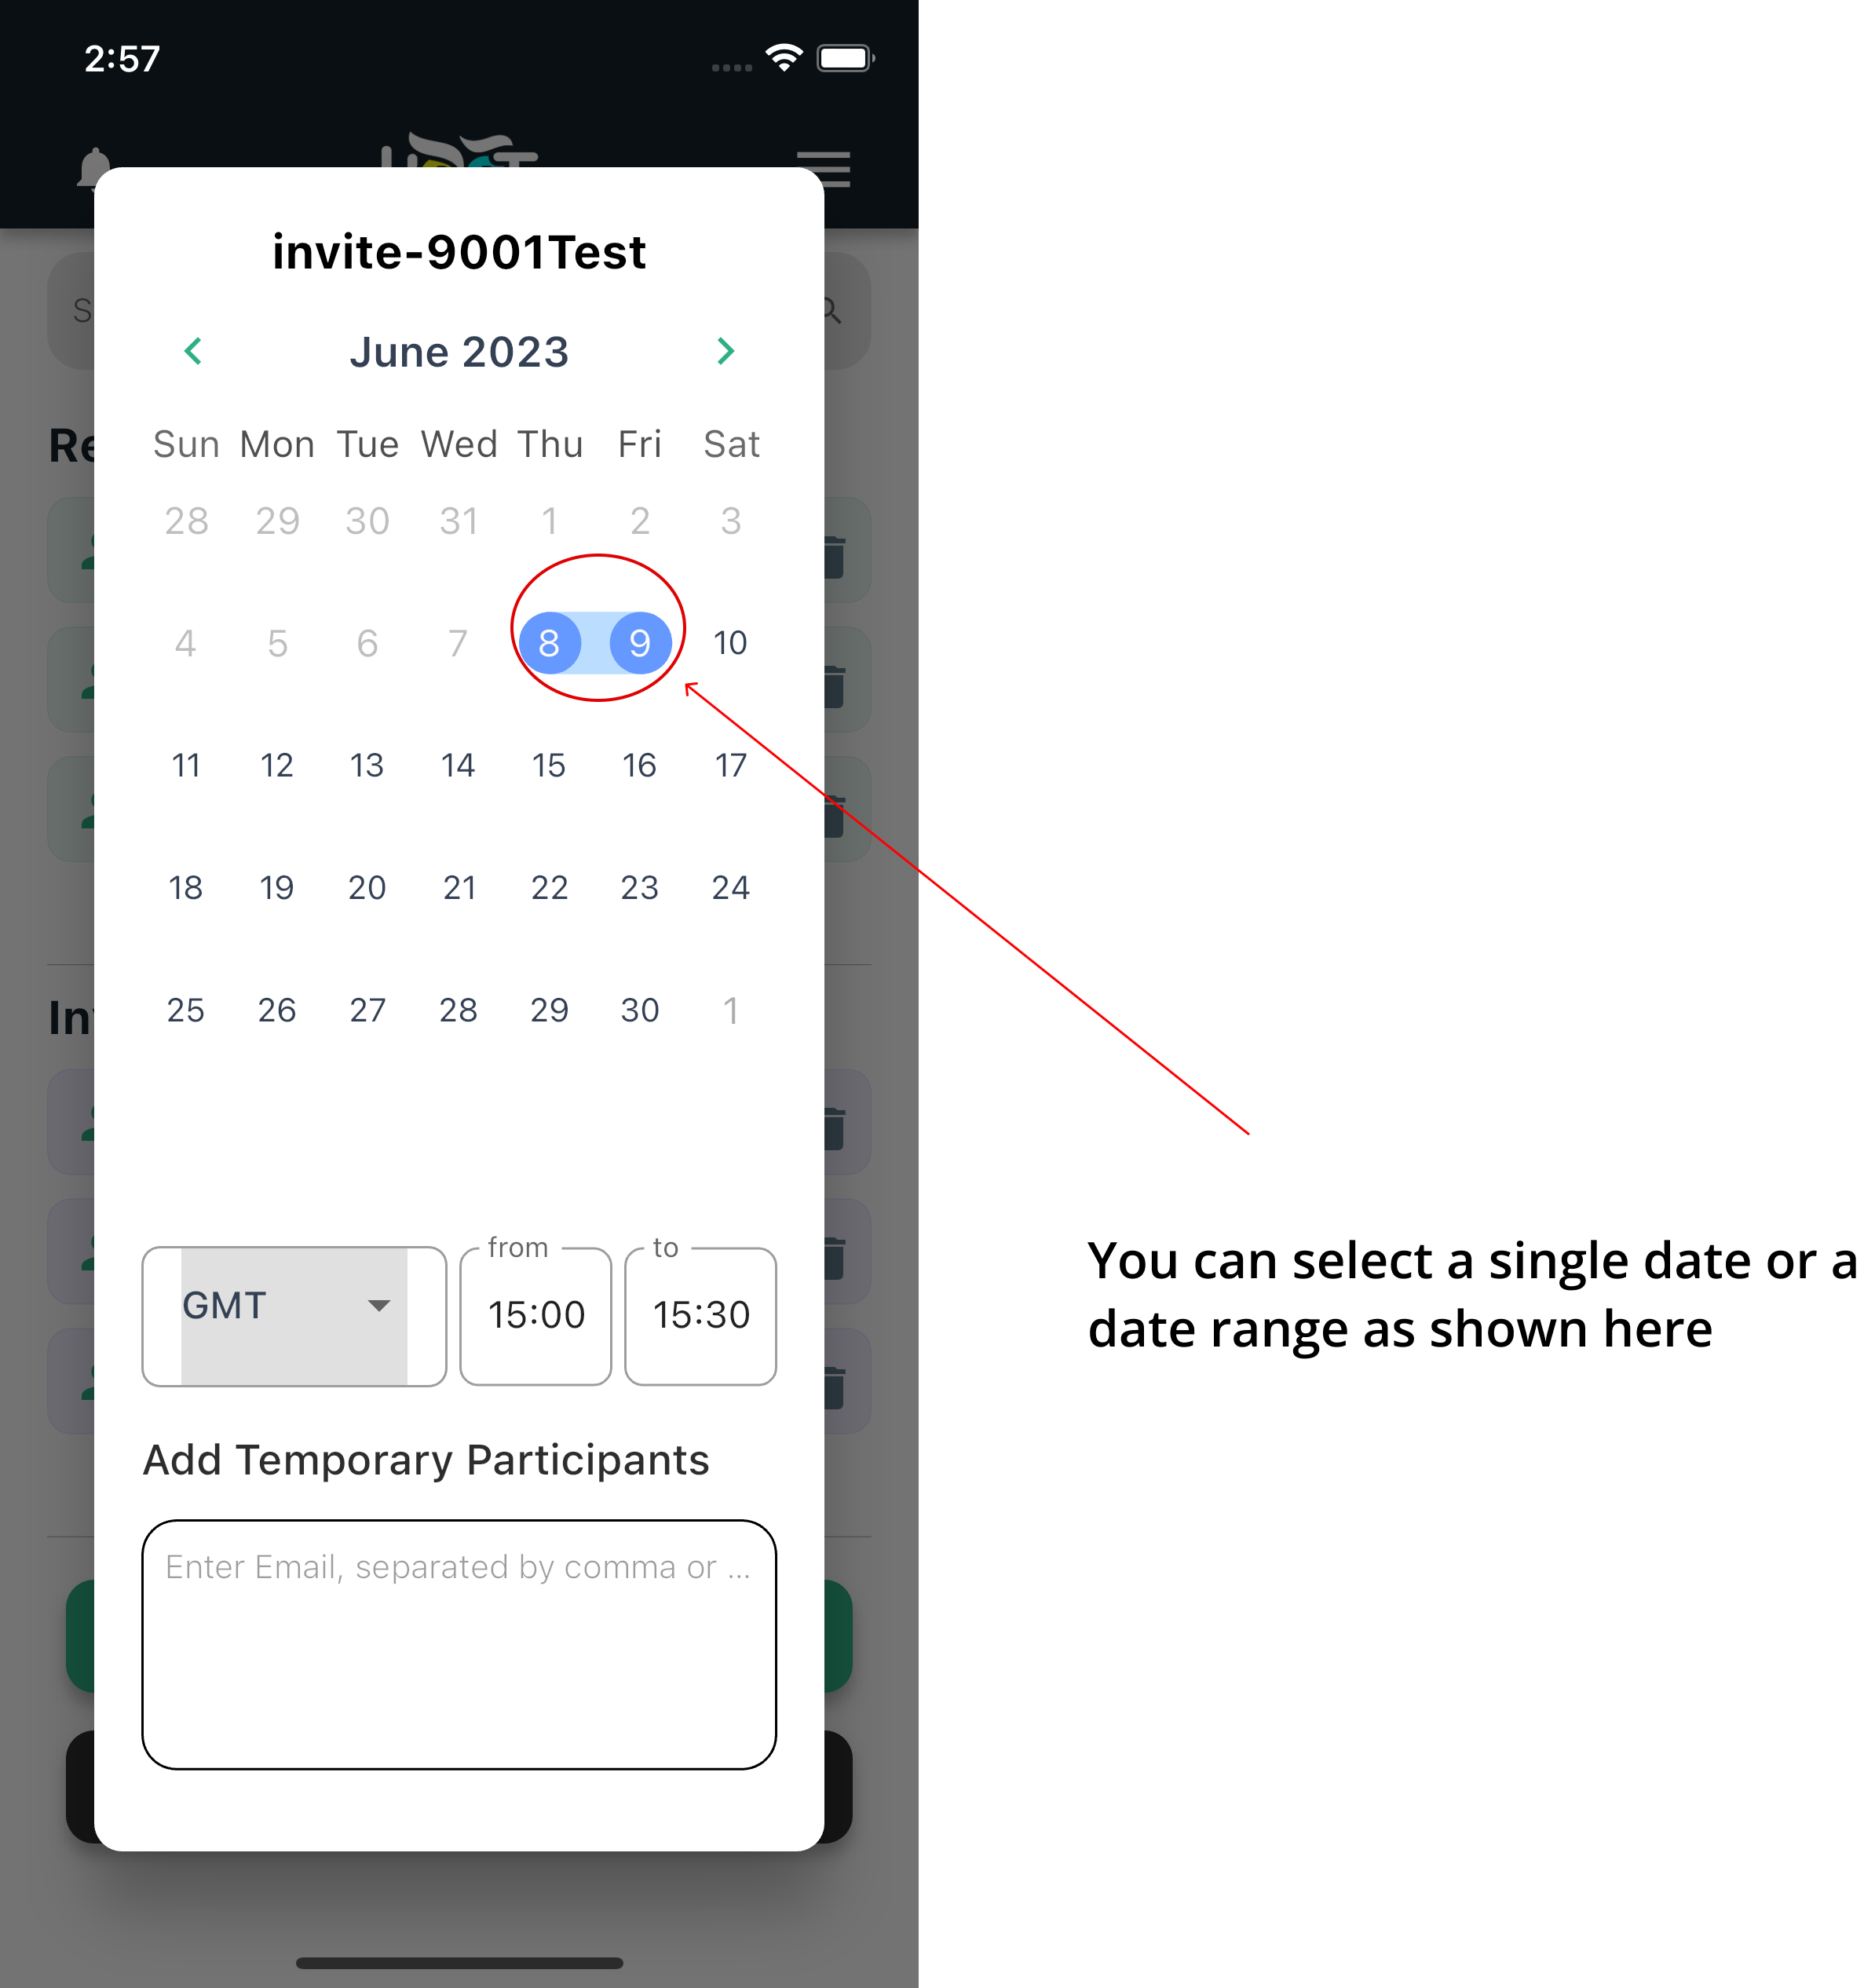 2:57
invite-9001Test
June 2023
Sun Mon Tue Wed Thu Fri Sat
28 29 30 31 1 2 3
4 5 6 7 8 9 10
11 12 13 14 15 16 17
18 19 20 21 22 23 24
25 26 27 28 29 30 1
GMT
from
15:00
to
15:30
Add Temporary Participants
Enter Email, separated by comma or ...
You can select a single date or a
date range as shown here